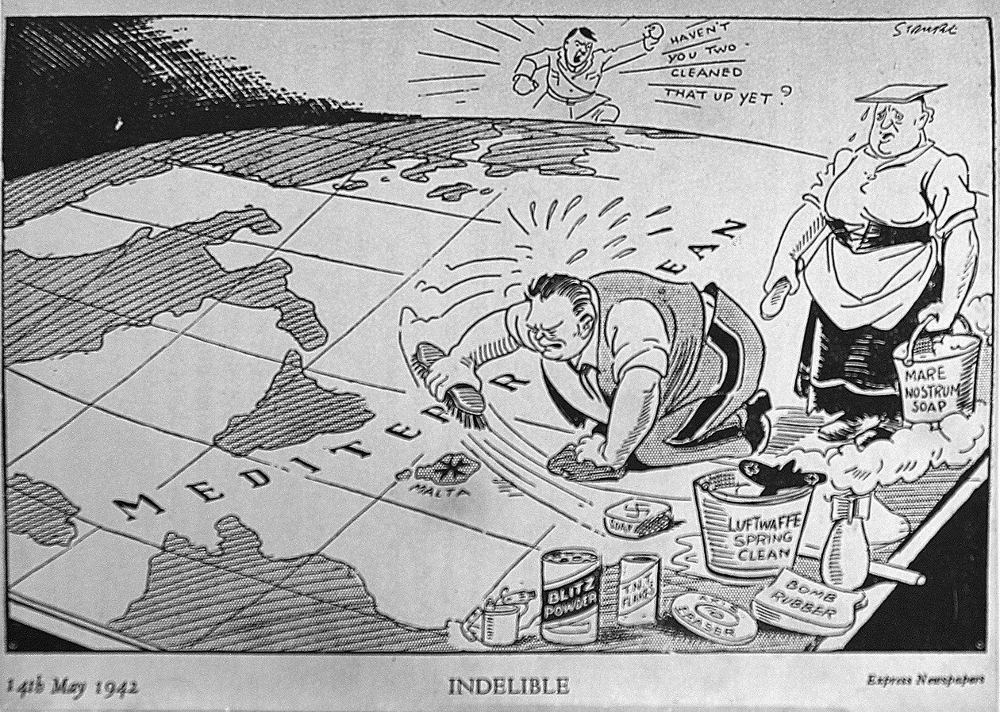 Strube
HAVEN'T
YOU TWO
CLEANED
THAT UP YET?
MEDITERR
EAN
MALTA
MARE
NOSTRUM
SOAP
SOAP
LUFTWAFFE
SPRING
CLEAN
BLITZ
POWDER
T.N.T.
FLAKES
AXIS
ERASER
BOMB
RUBBER
14th May 1942
INDELIBLE
Express Newspapers